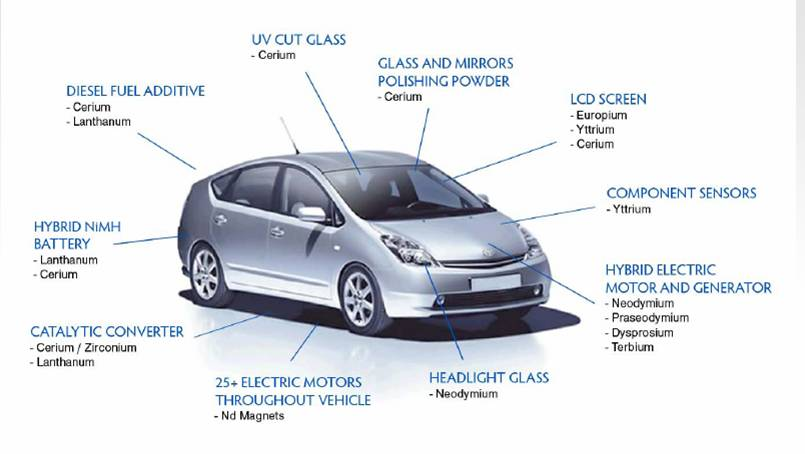 UV CUT GLASS
- Cerium
GLASS AND MIRRORS
POLISHING POWDER
- Cerium
DIESEL FUEL ADDITIVE
- Cerium
- Lanthanum
LCD SCREEN
- Europium
- Yttrium
- Cerium
COMPONENT SENSORS
- Yttrium
HYBRID NiMH
BATTERY
- Lanthanum
- Cerium
HYBRID ELECTRIC
MOTOR AND GENERATOR
- Neodymium
- Praseodymium
- Dysprosium
- Terbium
CATALYTIC CONVERTER
- Cerium / Zirconium
- Lanthanum
25+ ELECTRIC MOTORS
THROUGHOUT VEHICLE
- Nd Magnets
HEADLIGHT GLASS
- Neodymium